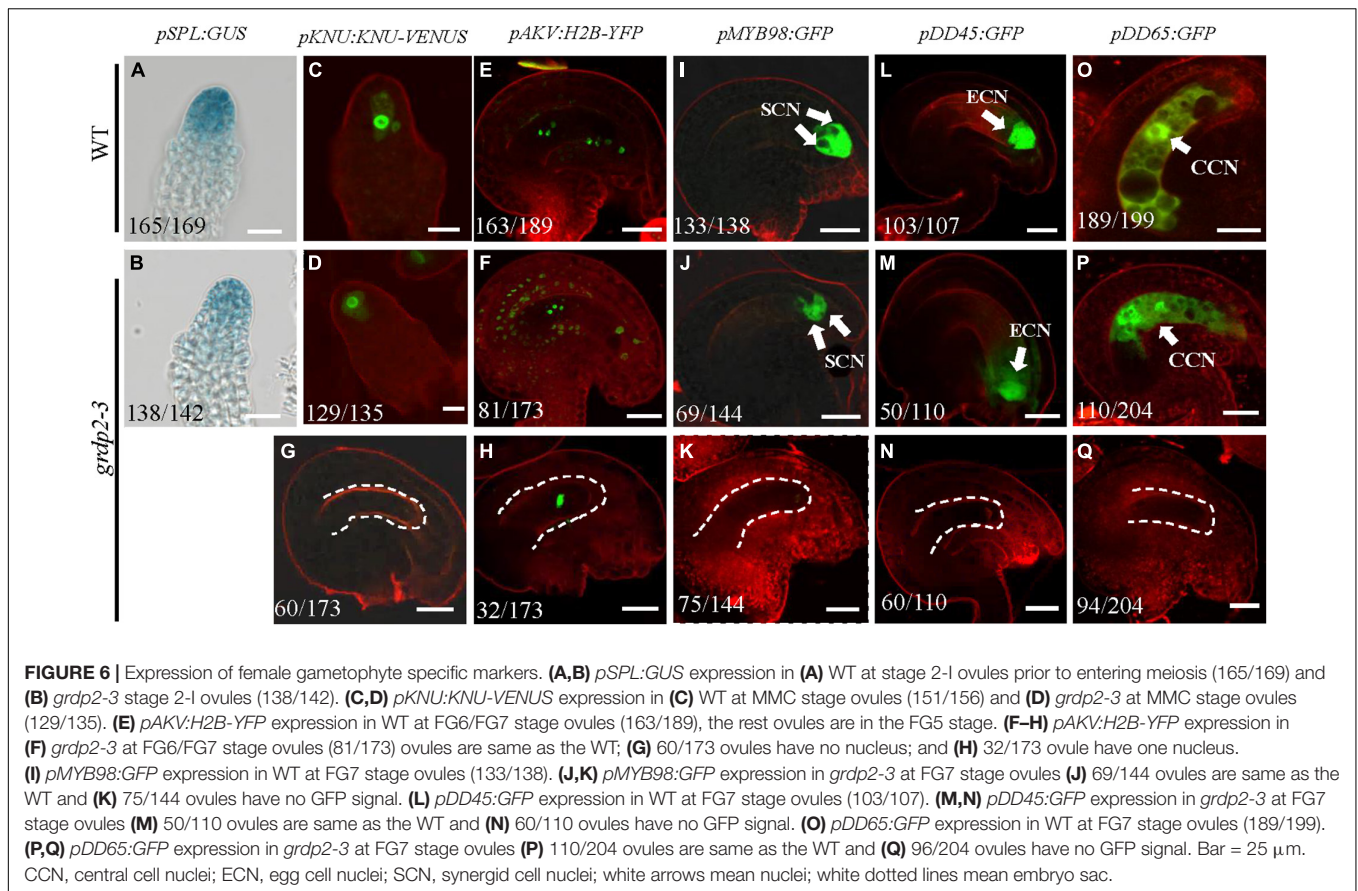 pSPL:GUS pKNU:KNU-VENUS pAKV:H2B-YFP pMYB98:GFP pDD45:GFP pDD65:GFP
WT
A C E I L O
SCN ECN CCN
165/169 163/189 133/138 103/107 189/199
grdp2-3
B D F J M P
SCN ECN CCN
138/142 129/135 81/173 69/144 50/110 110/204
G H K N Q
60/173 32/173 75/144 60/110 94/204
FIGURE 6 | Expression of female gametophyte specific markers. (A,B) pSPL:GUS expression in (A) WT at stage 2-I ovules prior to entering meiosis (165/169) and
(B) grdp2-3 stage 2-I ovules (138/142). (C,D) pKNU:KNU-VENUS expression in (C) WT at MMC stage ovules (151/156) and (D) grdp2-3 at MMC stage ovules
(129/135). (E) pAKV:H2B-YFP expression in WT at FG6/FG7 stage ovules (163/189), the rest ovules are in the FG5 stage. (F–H) pAKV:H2B-YFP expression in
(F) grdp2-3 at FG6/FG7 stage ovules (81/173) ovules are same as the WT; (G) 60/173 ovules have no nucleus; and (H) 32/173 ovule have one nucleus.
(I) pMYB98:GFP expression in WT at FG7 stage ovules (133/138). (J,K) pMYB98:GFP expression in grdp2-3 at FG7 stage ovules (J) 69/144 ovules are same as the
WT and (K) 75/144 ovules have no GFP signal. (L) pDD45:GFP expression in WT at FG7 stage ovules (103/107). (M,N) pDD45:GFP expression in grdp2-3 at FG7
stage ovules (M) 50/110 ovules are same as the WT and (N) 60/110 ovules have no GFP signal. (O) pDD65:GFP expression in WT at FG7 stage ovules (189/199).
(P,Q) pDD65:GFP expression in grdp2-3 at FG7 stage ovules (P) 110/204 ovules are same as the WT and (Q) 96/204 ovules have no GFP signal. Bar = 25 μm.
CCN, central cell nuclei; ECN, egg cell nuclei; SCN, synergid cell nuclei; white arrows mean nuclei; white dotted lines mean embryo sac.